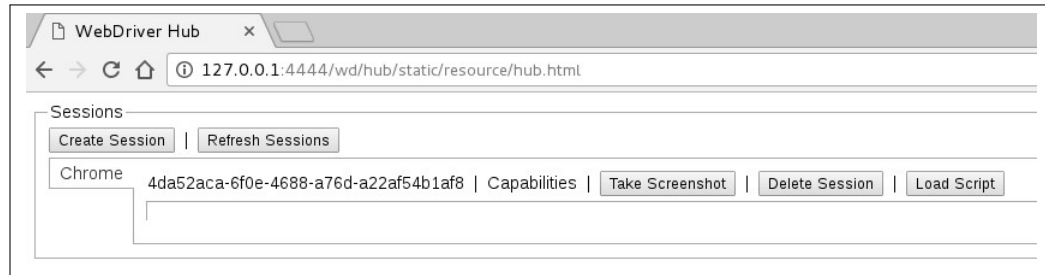 WebDriver Hub ×
127.0.0.1:4444/wd/hub/static/resource/hub.html
Sessions
Create Session | Refresh Sessions
Chrome
4da52aca-6f0e-4688-a76d-a22af54b1af8 | Capabilities | Take Screenshot | Delete Session | Load Script